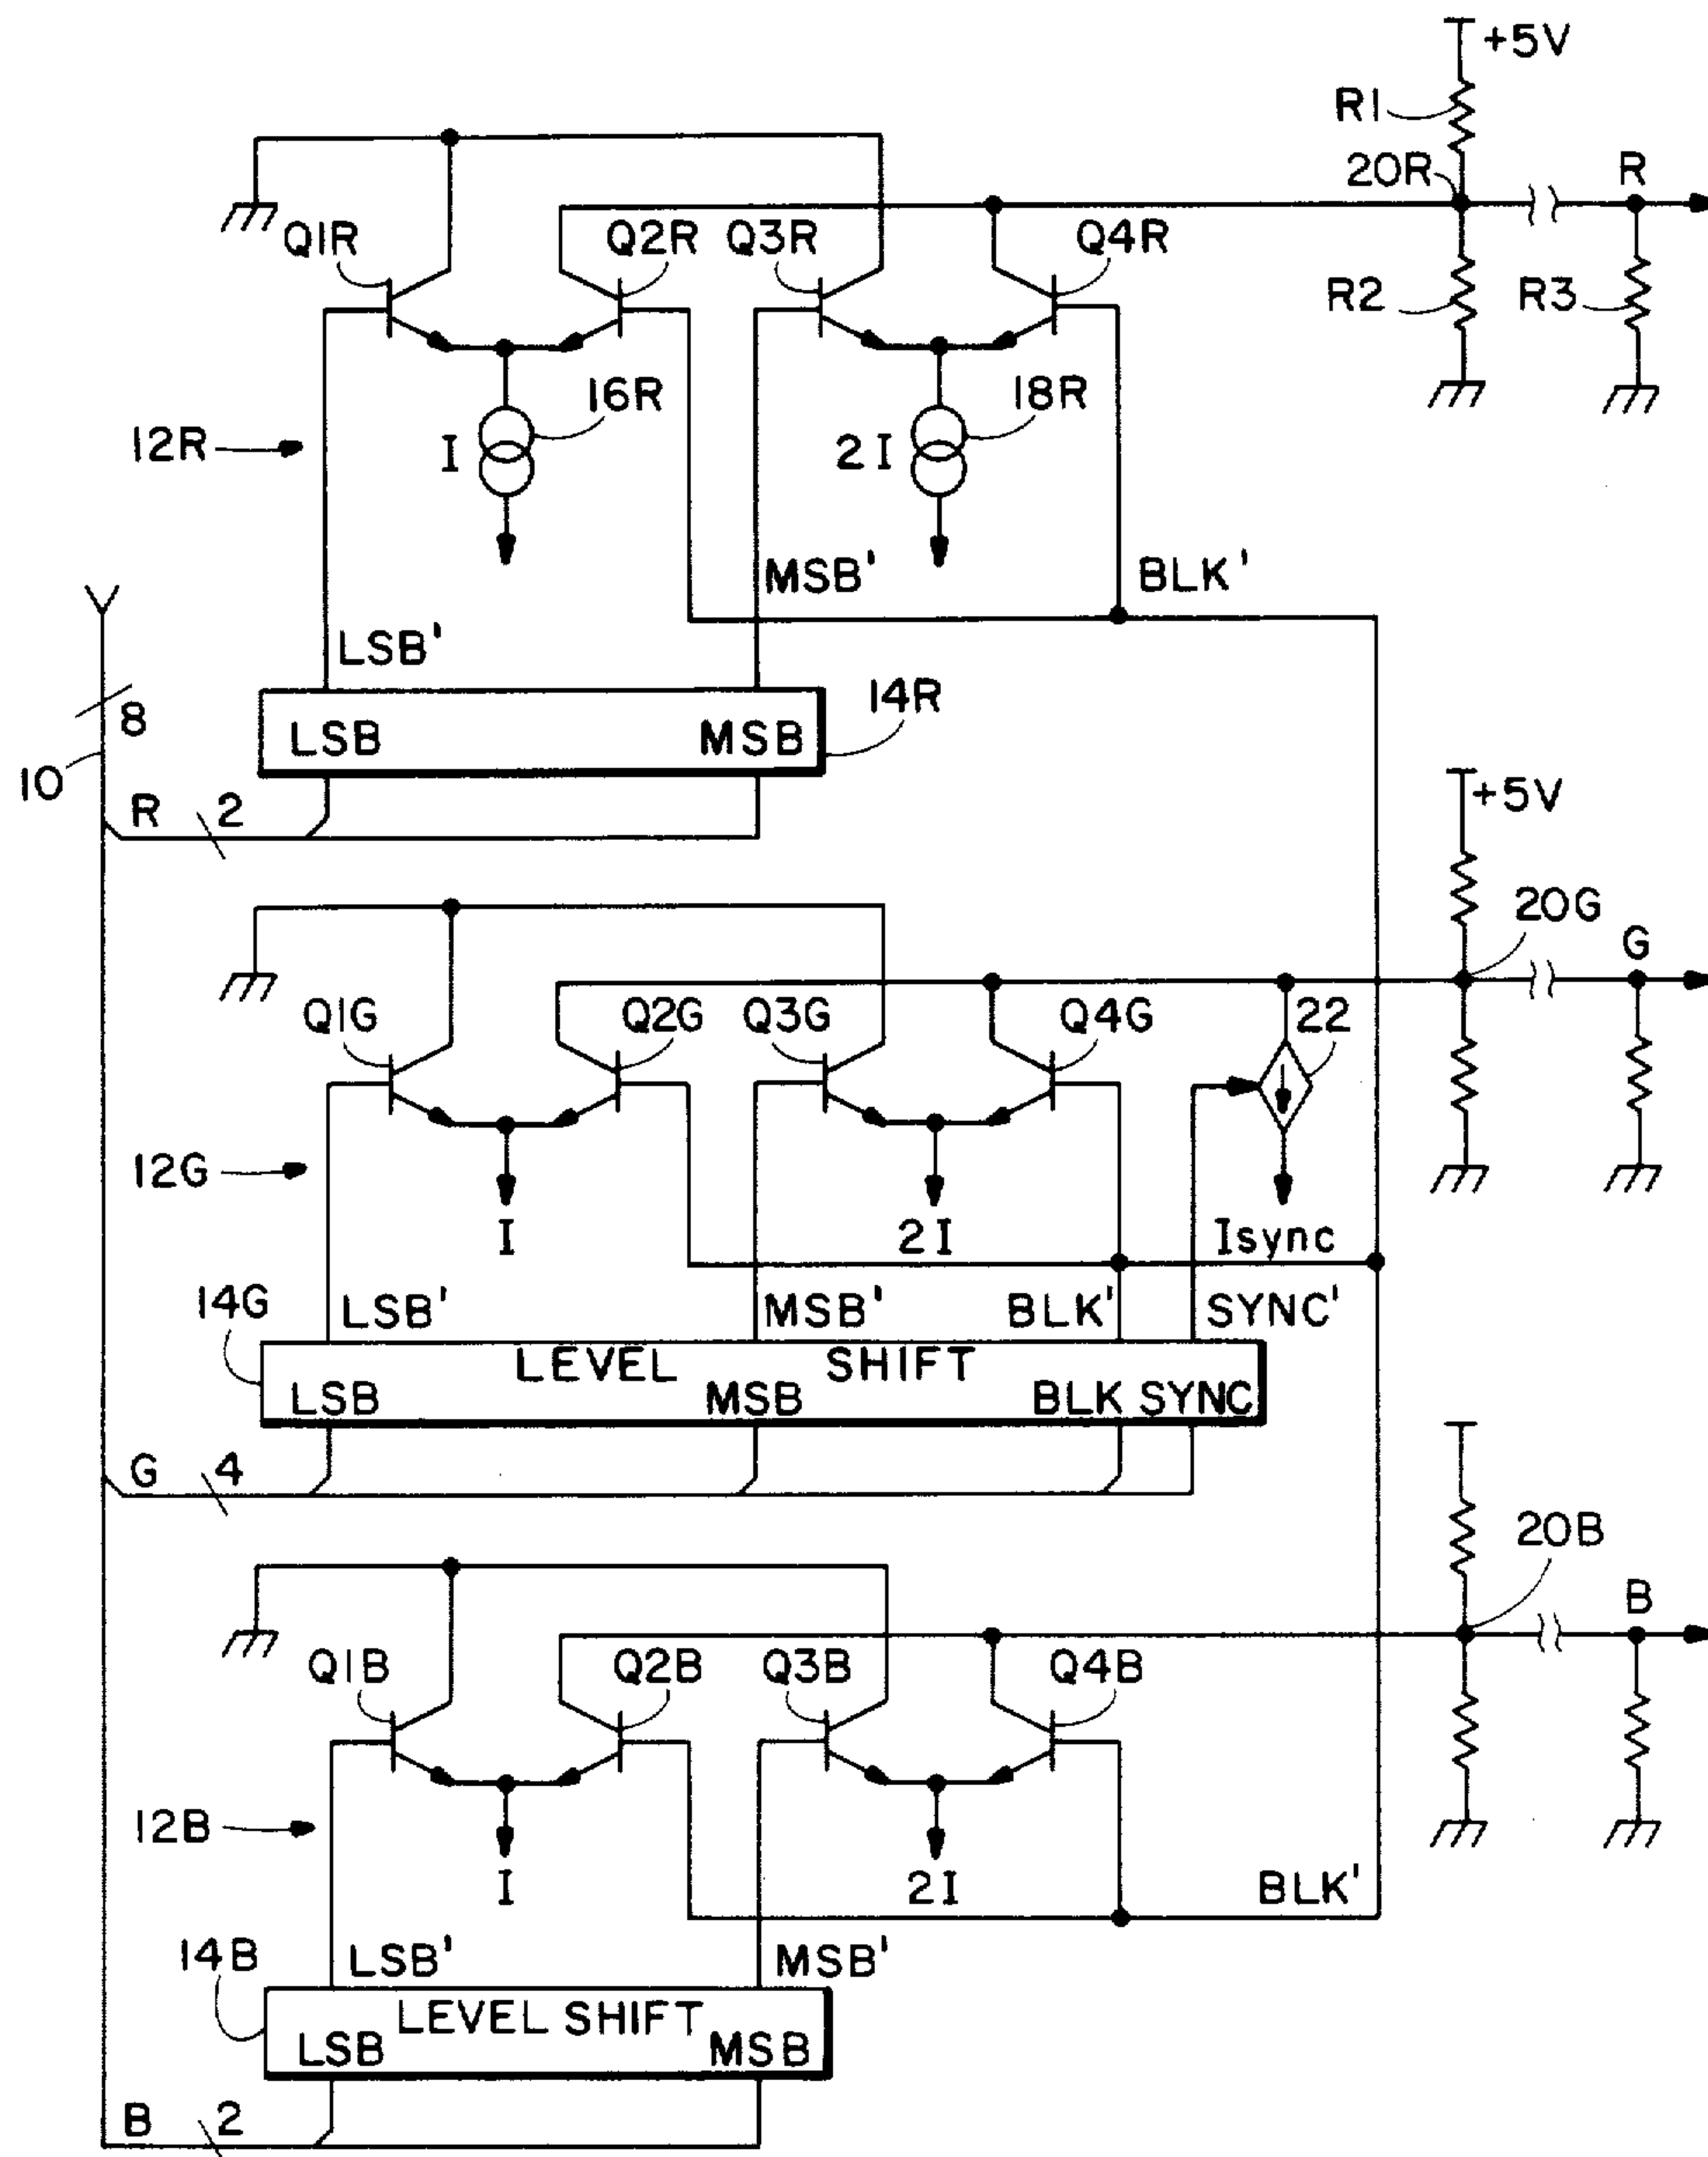 +5V
R1
20R
R
Q1R
Q2R
Q3R
Q4R
R2
R3
16R
18R
12R
I
2I
MSB'
BLK'
LSB'
8
14R
LSB
MSB
10
R
2
+5V
20G
G
Q1G
Q2G
Q3G
Q4G
22
12G
I
2I
Isync
14G
LSB'
MSB'
BLK'
SYNC'
LEVEL SHIFT
LSB
MSB
BLK
SYNC
G
4
20B
B
Q1B
Q2B
Q3B
Q4B
12B
I
2I
BLK'
14B
LSB'
MSB'
LEVEL SHIFT
LSB
MSB
B
2